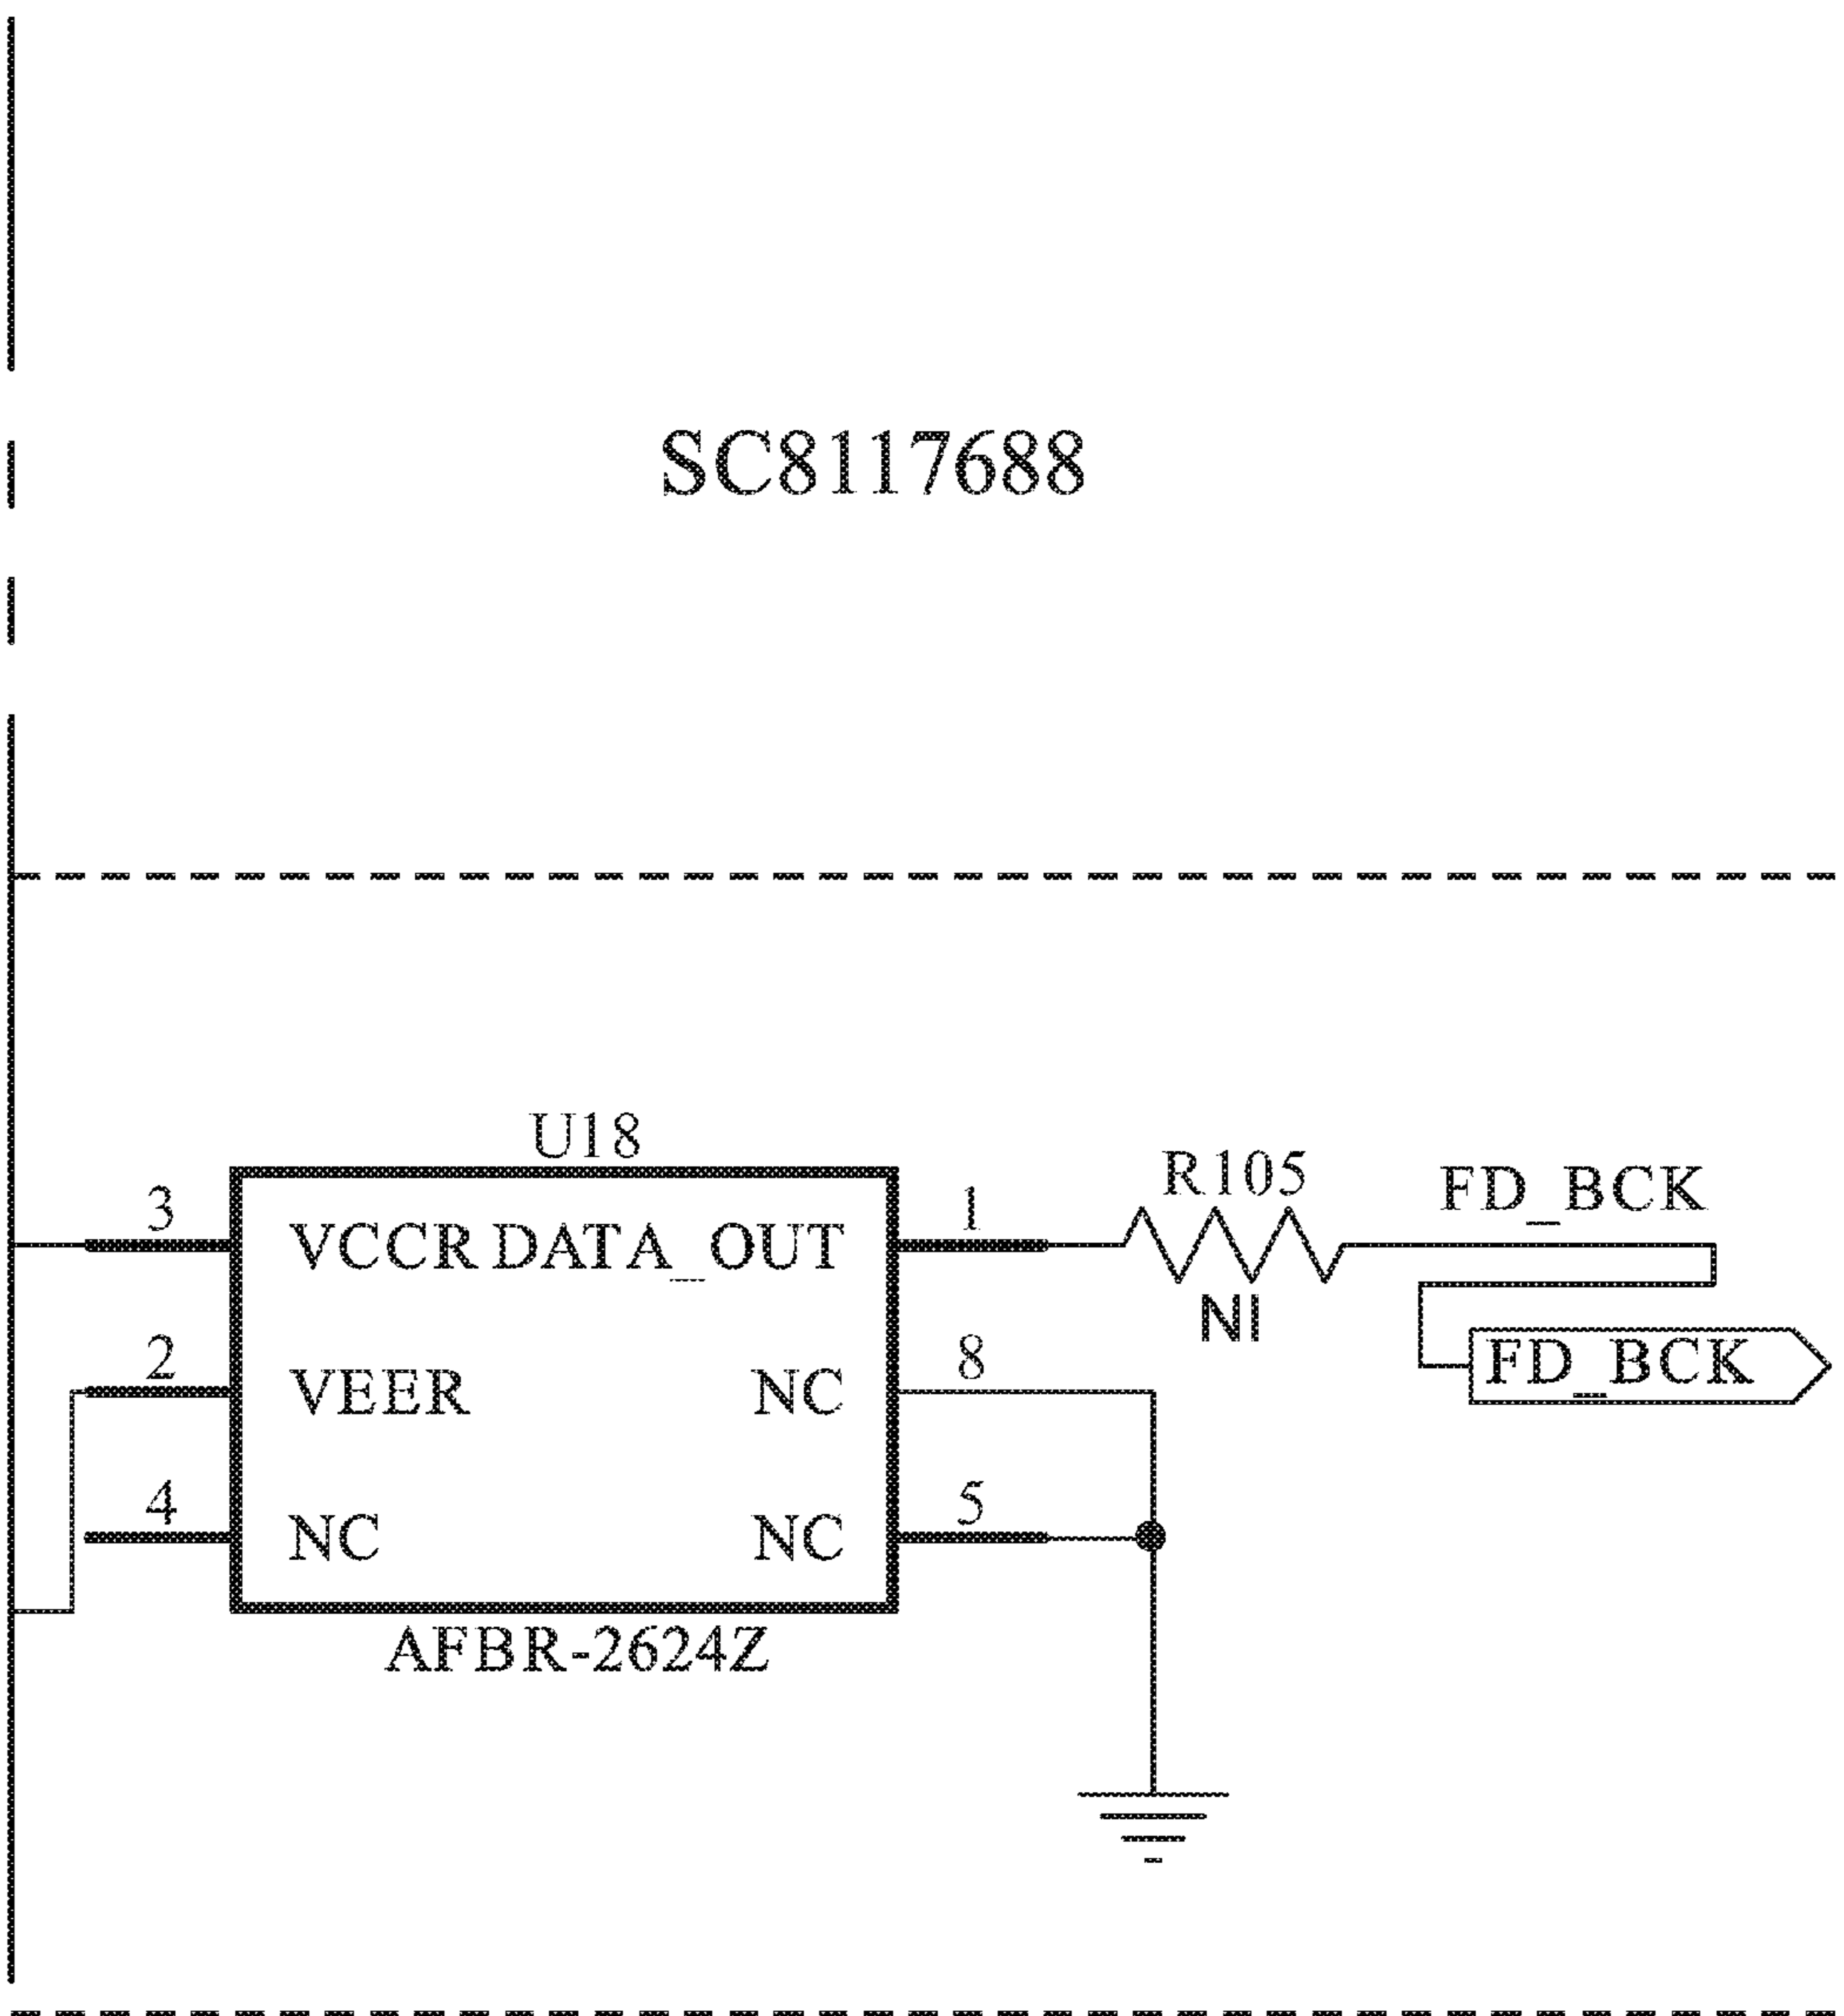 SC8117688
U18
R105 FD_BCK
3 VCCR DATA_OUT 1
NI
FD_BCK
2 VEER NC 8
4 NC NC 5
AFBR-2624Z